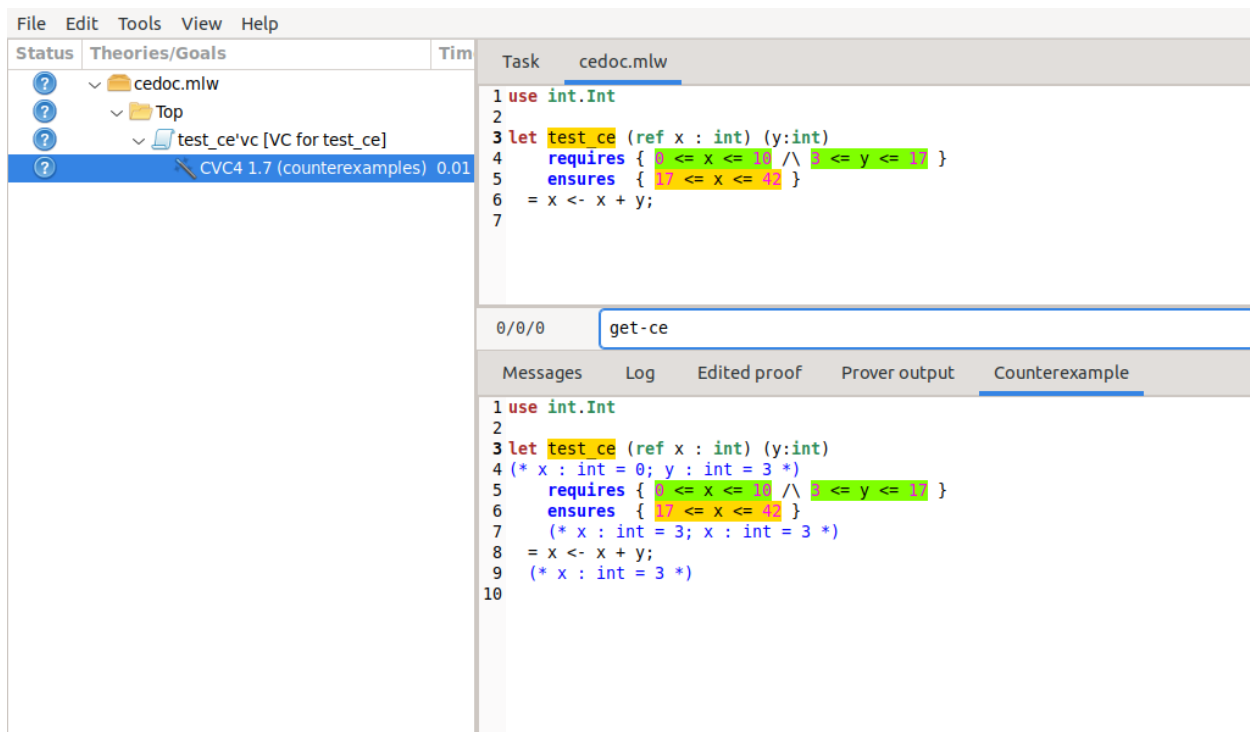 File Edit Tools View Help
Status Theories/Goals Tim
cedoc.mlw
Top
test_ce'vc [VC for test_ce]
CVC4 1.7 (counterexamples) 0.01
Task cedoc.mlw
1 use int.Int
2
3 let test_ce (ref x : int) (y:int)
4 requires { 0 <= x <= 10 /\ 3 <= y <= 17 }
5 ensures { 17 <= x <= 42 }
6 = x <- x + y;
7
0/0/0 get-ce
Messages Log Edited proof Prover output Counterexample
1 use int.Int
2
3 let test_ce (ref x : int) (y:int)
4 (* x : int = 0; y : int = 3 *)
5 requires { 0 <= x <= 10 /\ 3 <= y <= 17 }
6 ensures { 17 <= x <= 42 }
7 (* x : int = 3; x : int = 3 *)
8 = x <- x + y;
9 (* x : int = 3 *)
10